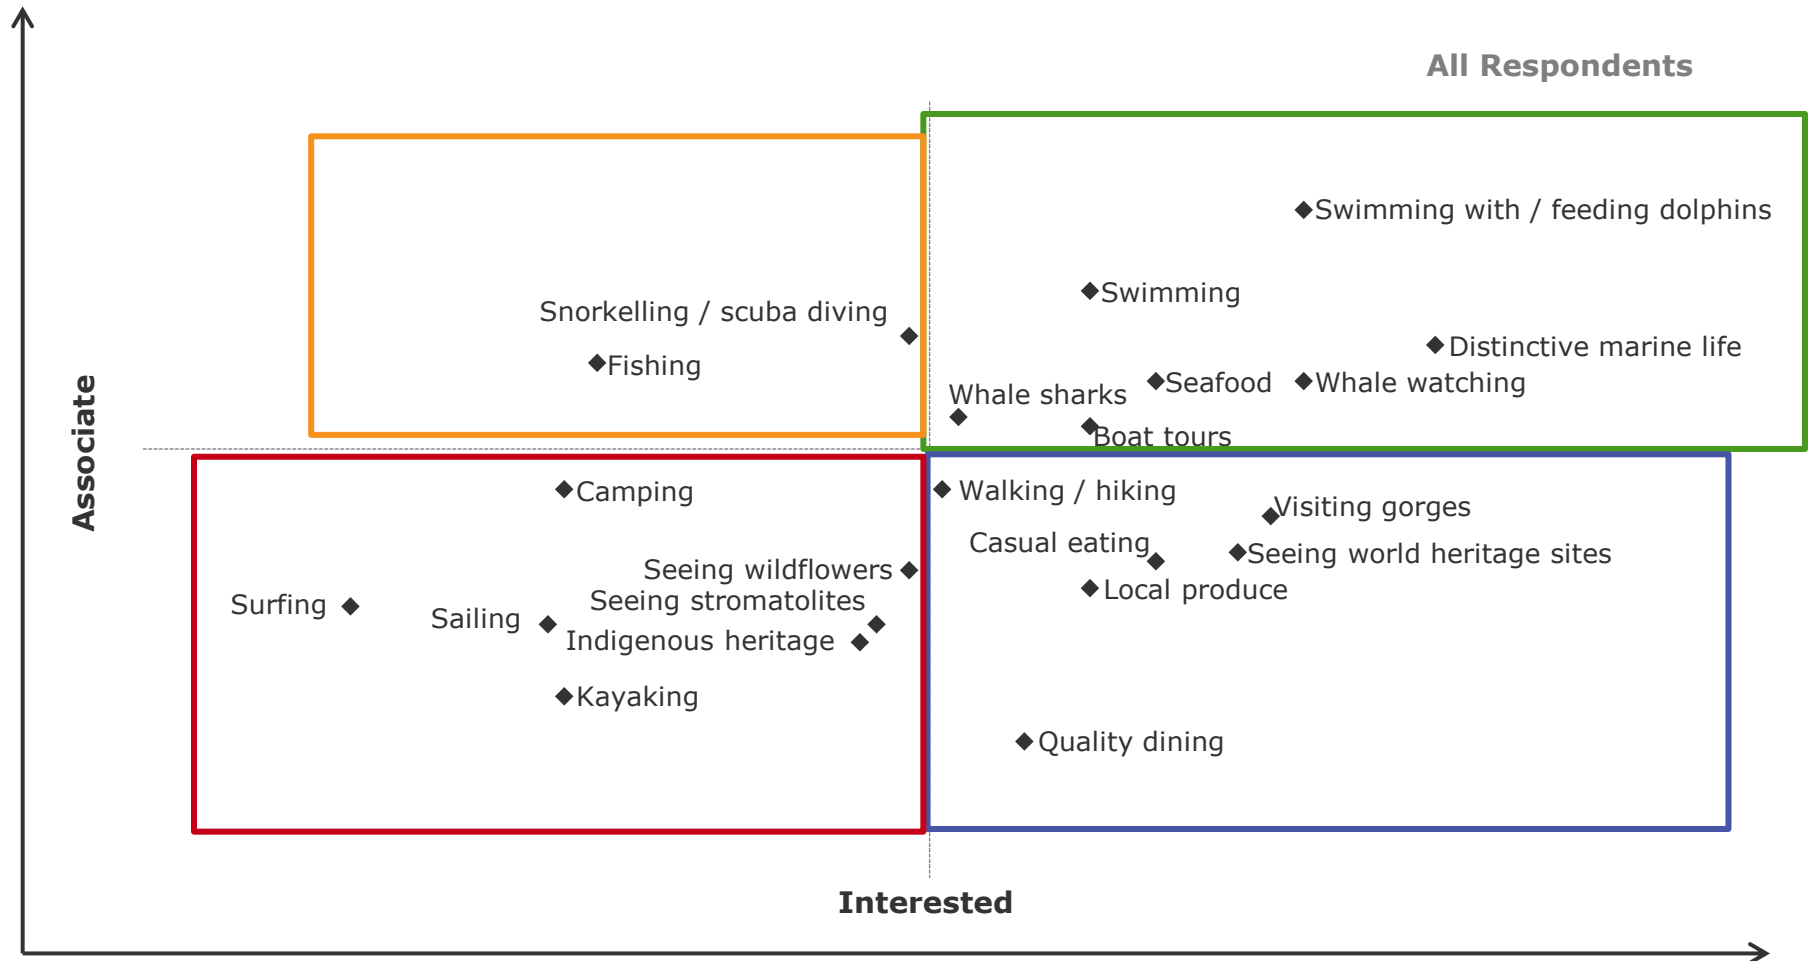 All Respondents
Swimming with / feeding dolphins
Swimming
Snorkelling / scuba diving
Distinctive marine life
Fishing
Seafood
Whale watching
Whale sharks
Boat tours
Associate
Camping
Walking / hiking
Visiting gorges
Casual eating
Seeing world heritage sites
Seeing wildflowers
Local produce
Seeing stromatolites
Surfing
Sailing
Indigenous heritage
Kayaking
Quality dining
Interested